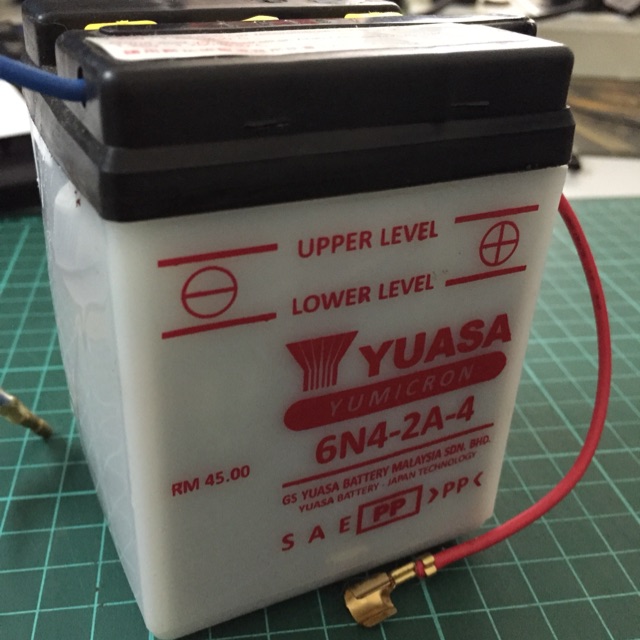 UPPER LEVEL
LOWER LEVEL
YUASA
YUMICRON
6N4-2A-4
RM 45.00
GS YUASA BATTERY MALAYSIA SDN. BHD.
YUASA BATTERY - JAPAN TECHNOLOGY
S A E PP >PP<